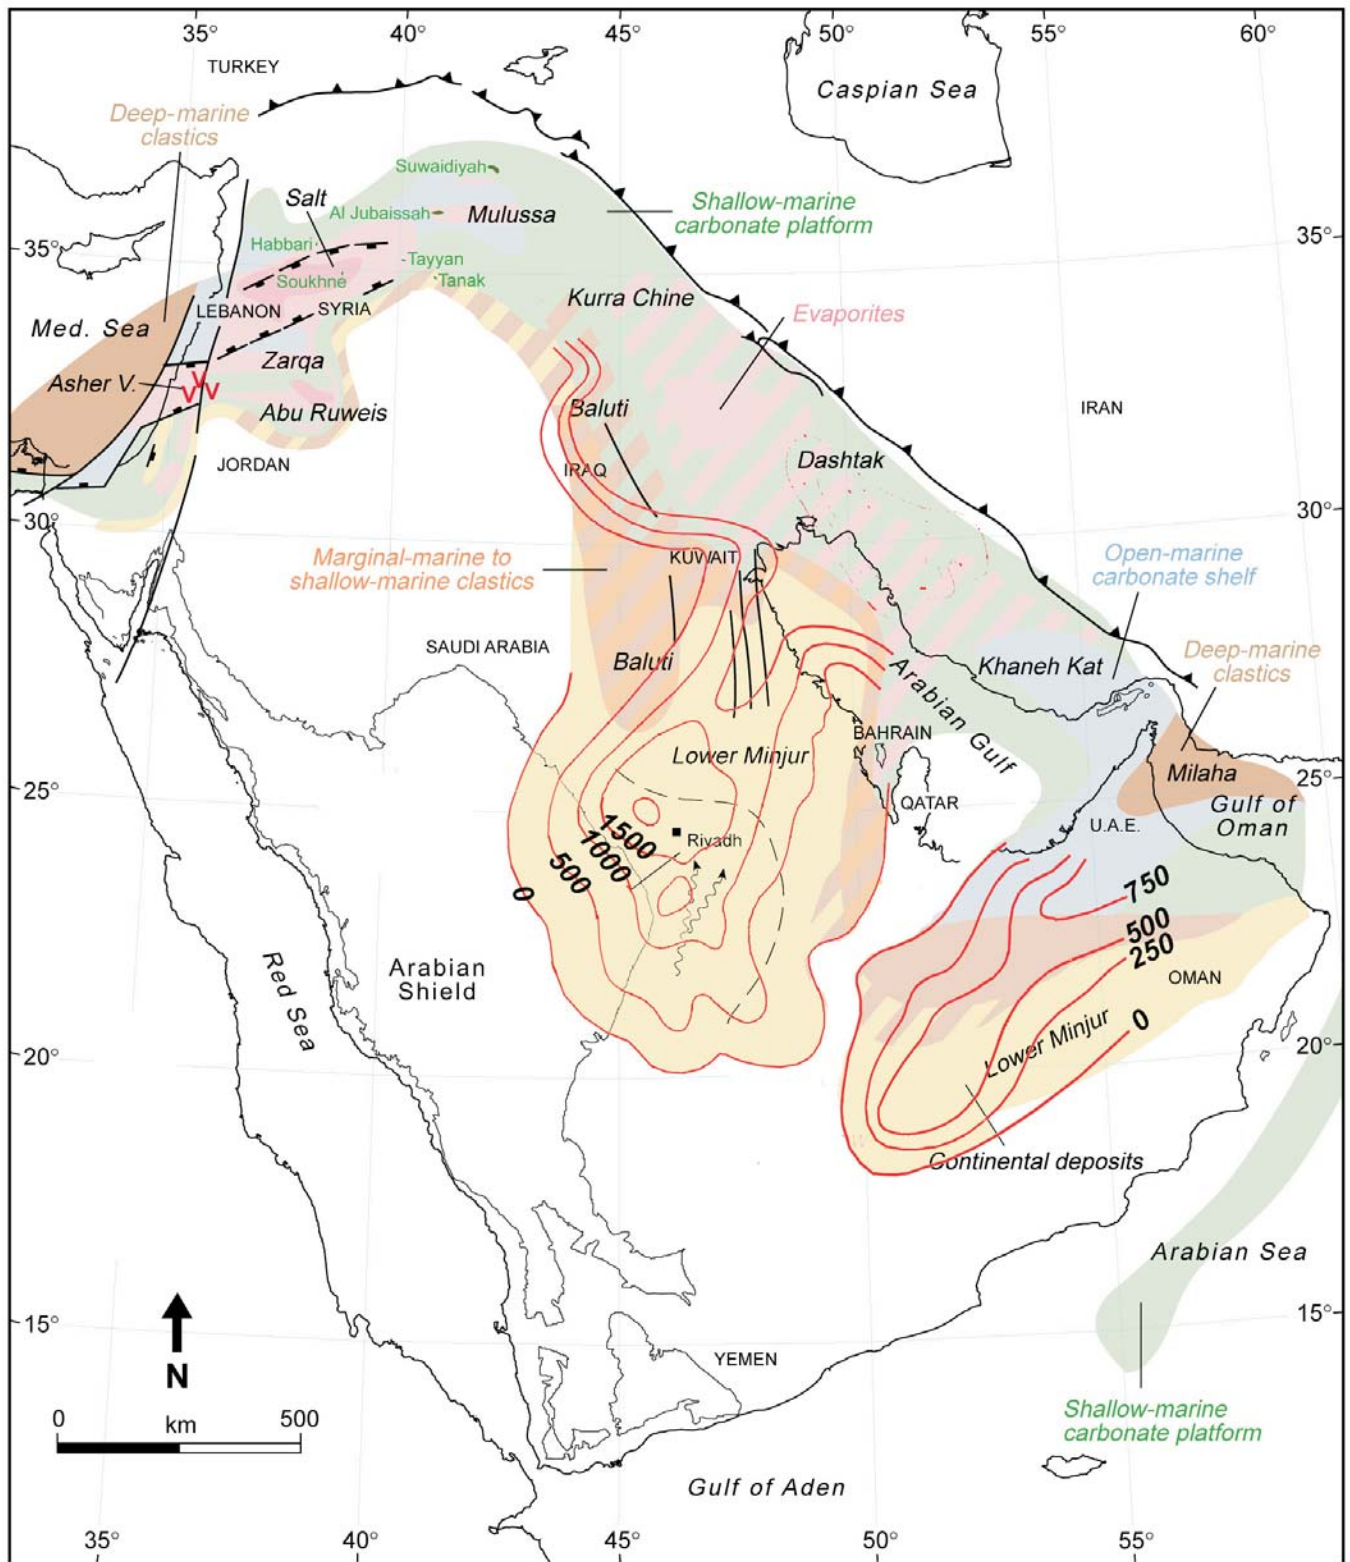 35°
40°
45°
50°
55°
60°
TURKEY
Caspian Sea
Deep-marine
clastics
Suwaidiyah
Salt
Al Jubaissah
Mulussa
Shallow-marine
carbonate platform
35°
35°
Habbari
Tayyan
Soukhne
Tanak
Kurra Chine
LEBANON
SYRIA
Med. Sea
Evaporites
Zarqa
Asher V.
V
V
V
Abu Ruweis
Baluti
IRAN
JORDAN
IRAQ
Dashtak
30°
30°
Marginal-marine to
shallow-marine clastics
KUWAIT
Open-marine
carbonate shelf
SAUDI ARABIA
Baluti
Khaneh Kat
Deep-marine
clastics
Arabian Gulf
BAHRAIN
Lower Minjur
Milaha
25°
25°
QATAR
Gulf of
Oman
U.A.E.
1500
Riyadh
1000
500
0
750
500
250
Red Sea
Arabian
Shield
OMAN
0
20°
20°
Lower Minjur
Continental deposits
Arabian Sea
15°
15°
N
YEMEN
0
km
500
Shallow-marine
carbonate platform
Gulf of Aden
35°
40°
45°
50°
55°